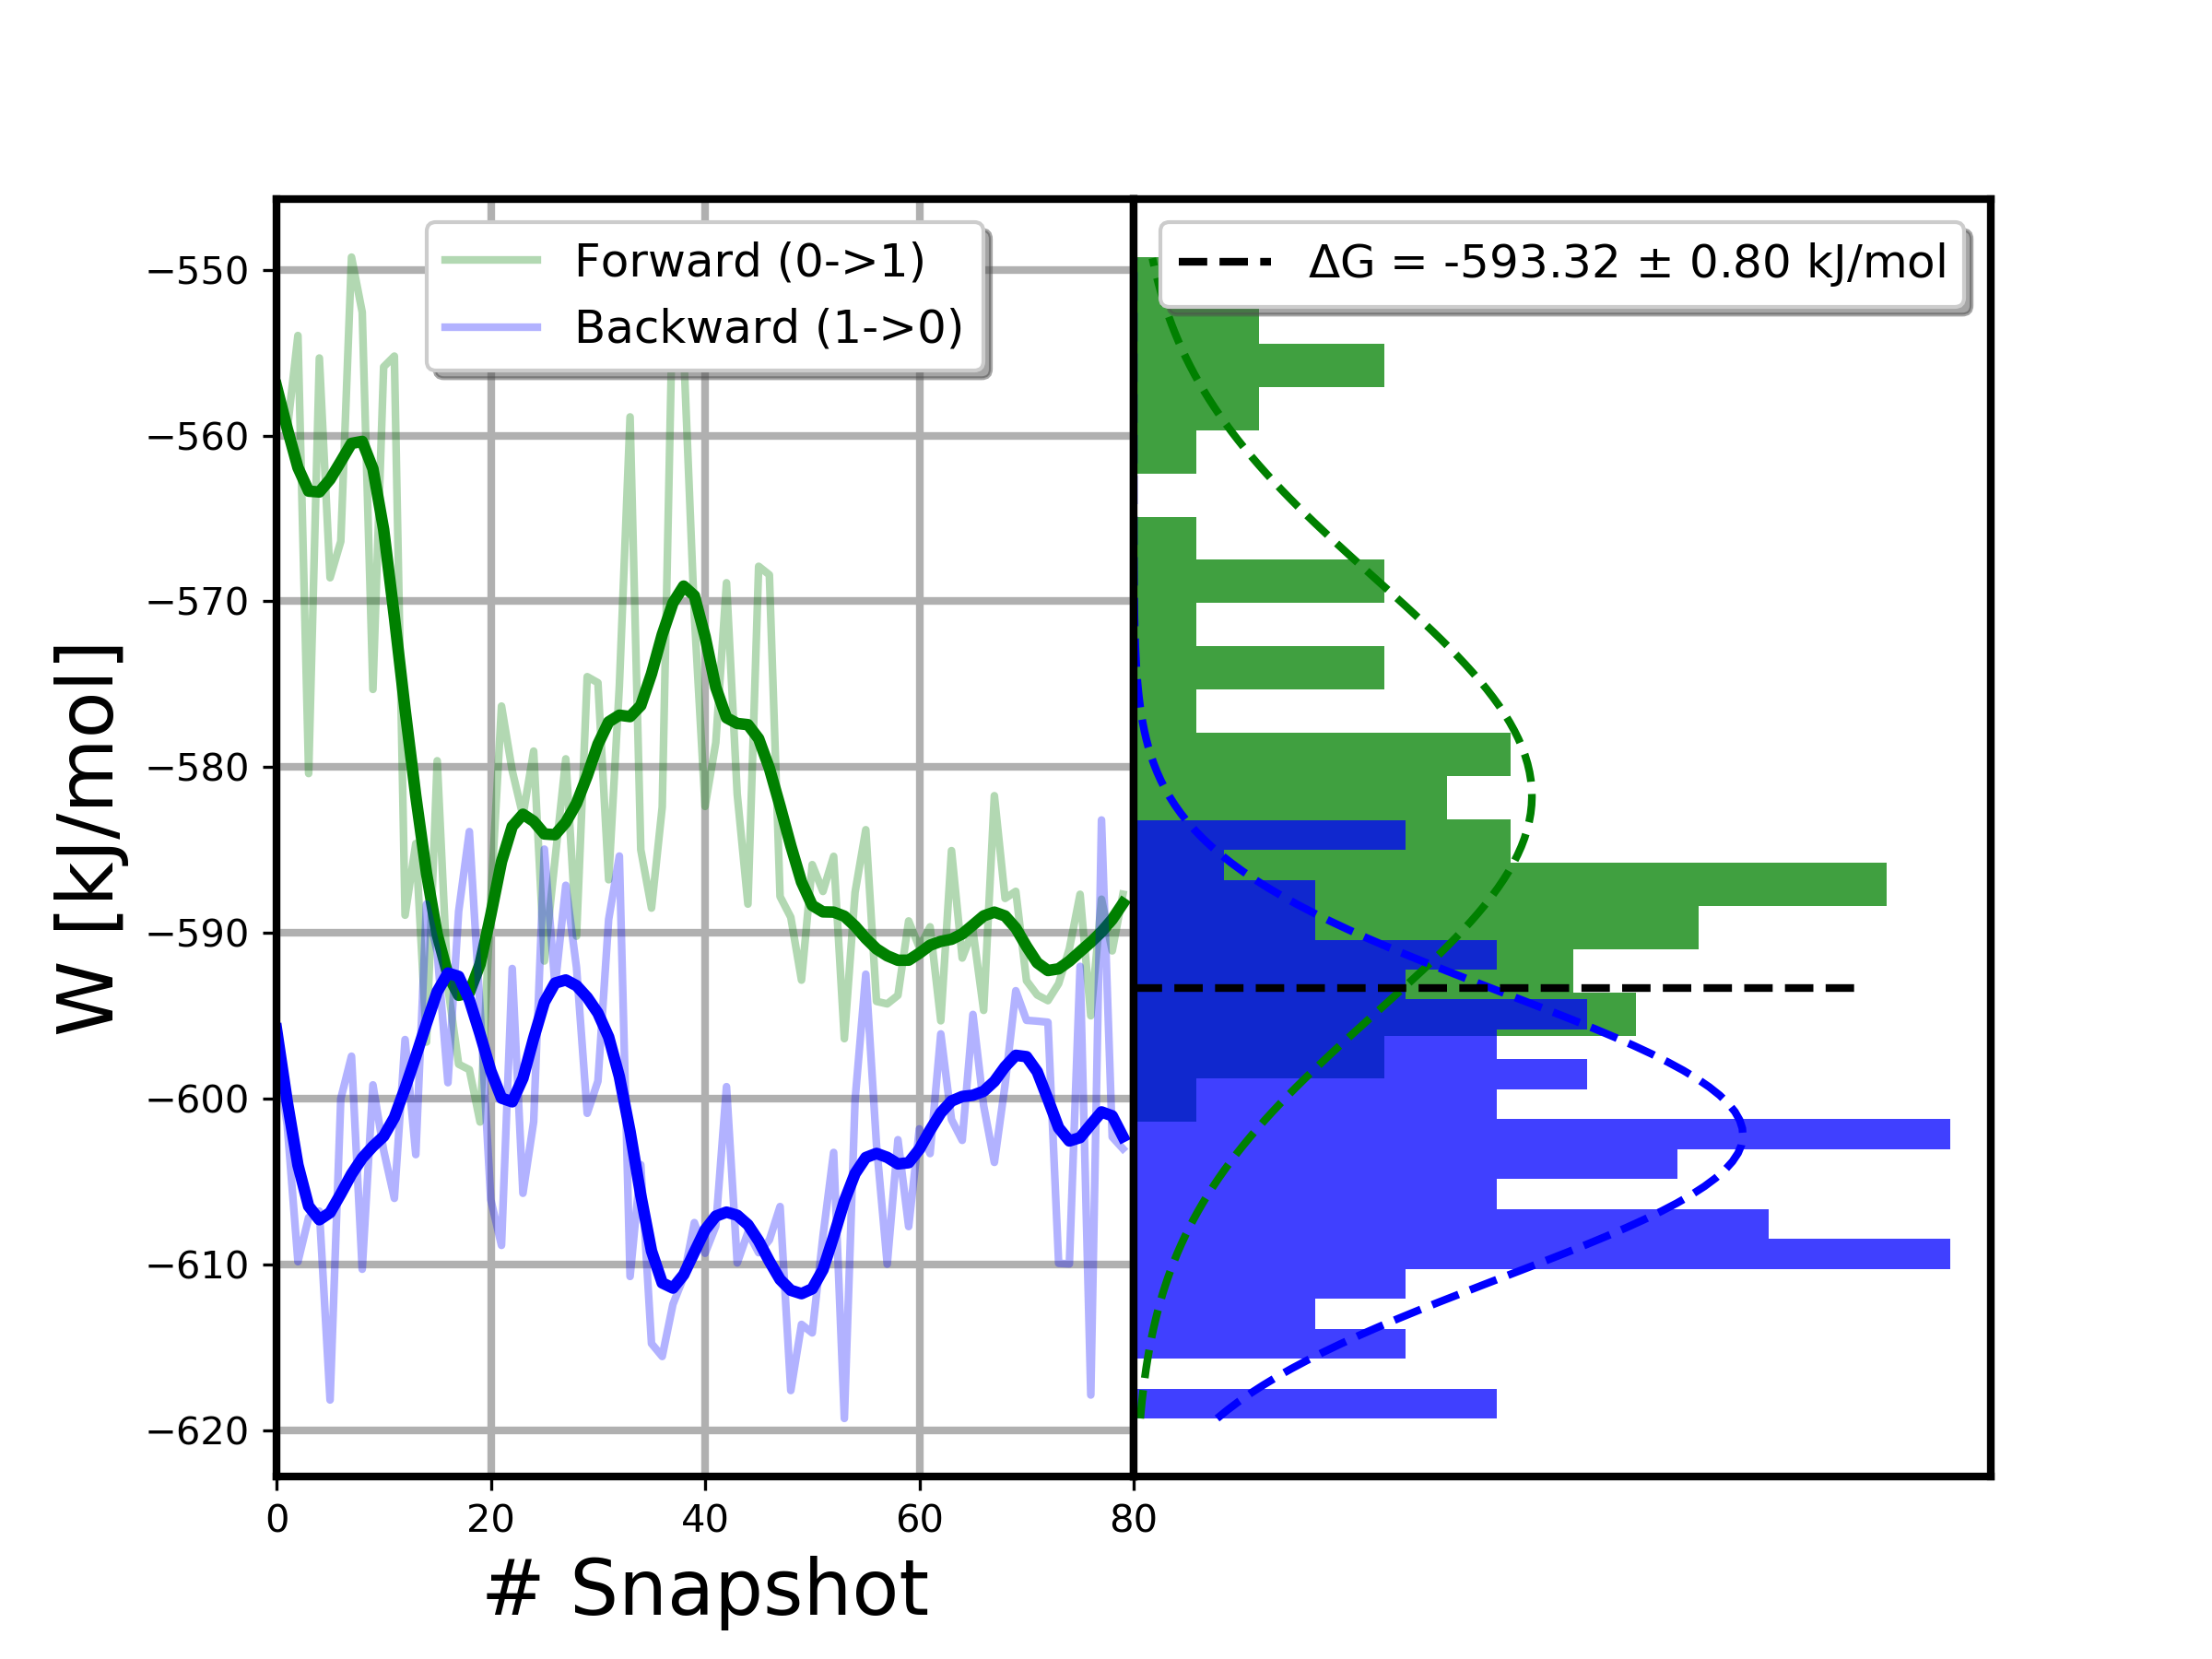 Forward (0->1)
Backward (1->0)
ΔG = -593.32 ± 0.80 kJ/mol
W [kJ/mol]
−550
−560
−570
−580
−590
−600
−610
−620
0 20 40 60 80
# Snapshot